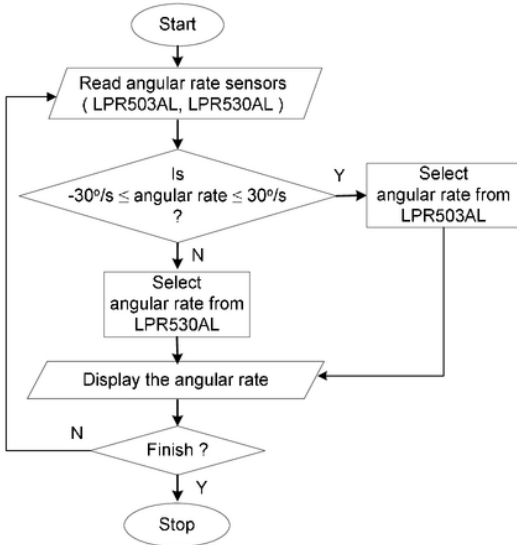 Start
Read angular rate sensors
( LPR503AL, LPR530AL )
Is
-30º/s ≤ angular rate ≤ 30º/s
?
Y
Select
angular rate from
LPR503AL
N
Select
angular rate from
LPR530AL
Display the angular rate
N
Finish ?
Y
Stop